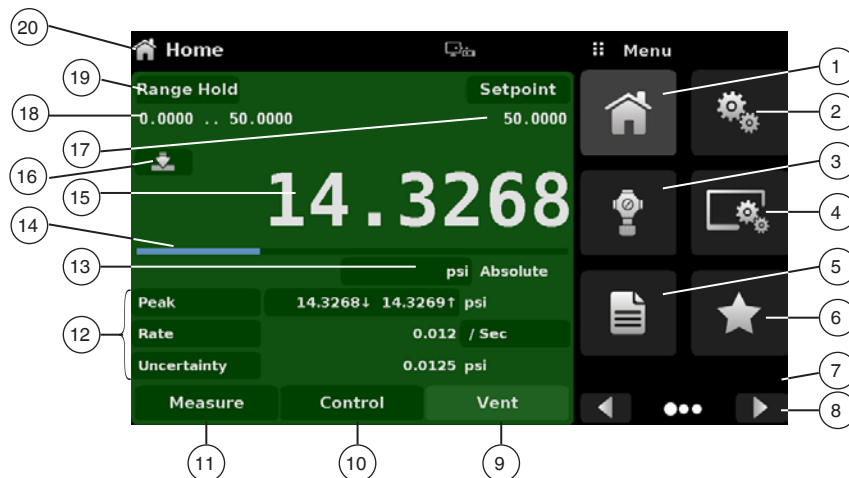 20
Home
Menu
19
Range Hold
Setpoint
1
18
0.0000 .. 50.0000
50.0000
2
17
16
3
15
14.3268
14
4
13
psi Absolute
5
12
Peak 14.3268↓ 14.3269↑ psi
6
Rate 0.012 / Sec
Uncertainty 0.0125 psi
7
Measure Control Vent
8
11
10
9